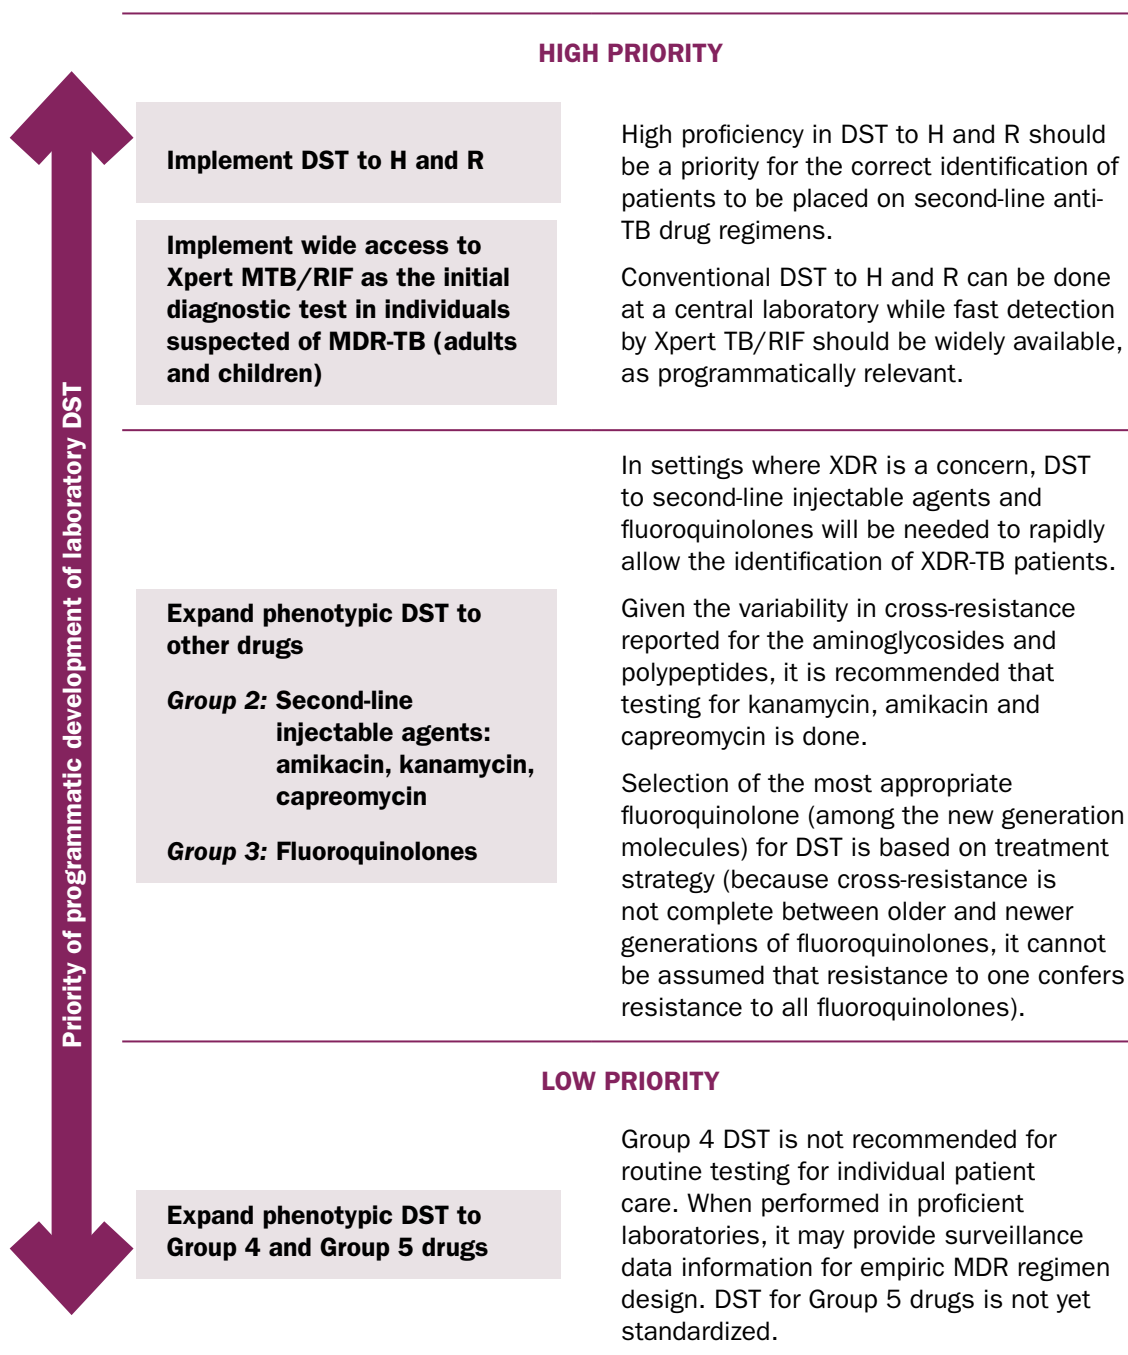 HIGH PRIORITY
Priority of programmatic development of laboratory DST
Implement DST to H and R
High proficiency in DST to H and R should
be a priority for the correct identification of
patients to be placed on second-line anti-
TB drug regimens.
Implement wide access to
Xpert MTB/RIF as the initial
diagnostic test in individuals
suspected of MDR-TB (adults
and children)
Conventional DST to H and R can be done
at a central laboratory while fast detection
by Xpert TB/RIF should be widely available,
as programmatically relevant.
Expand phenotypic DST to
other drugs
Group 2: Second-line
injectable agents:
amikacin, kanamycin,
capreomycin
Group 3: Fluoroquinolones
In settings where XDR is a concern, DST
to second-line injectable agents and
fluoroquinolones will be needed to rapidly
allow the identification of XDR-TB patients.
Given the variability in cross-resistance
reported for the aminoglycosides and
polypeptides, it is recommended that
testing for kanamycin, amikacin and
capreomycin is done.
Selection of the most appropriate
fluoroquinolone (among the new generation
molecules) for DST is based on treatment
strategy (because cross-resistance is
not complete between older and newer
generations of fluoroquinolones, it cannot
be assumed that resistance to one confers
resistance to all fluoroquinolones).
LOW PRIORITY
Expand phenotypic DST to
Group 4 and Group 5 drugs
Group 4 DST is not recommended for
routine testing for individual patient
care. When performed in proficient
laboratories, it may provide surveillance
data information for empiric MDR regimen
design. DST for Group 5 drugs is not yet
standardized.